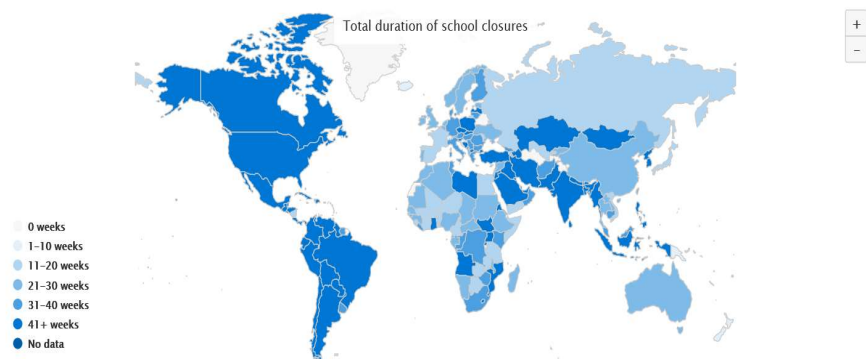 Total duration of school closures
+
–
0 weeks
1–10 weeks
11–20 weeks
21–30 weeks
31–40 weeks
41+ weeks
No data